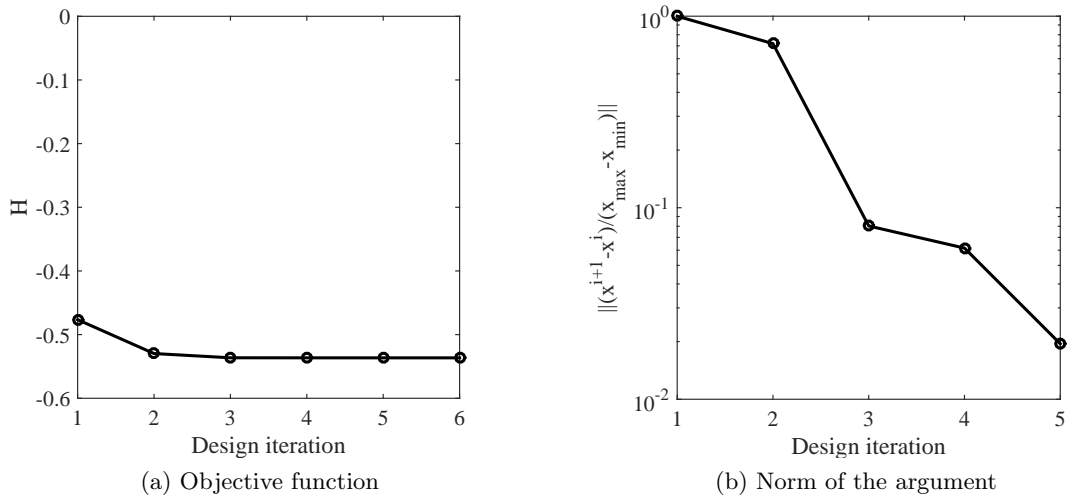 0
-0.1
-0.2
-0.3
-0.4
-0.5
-0.6
H
1 2 3 4 5 6
Design iteration
(a) Objective function
10^0
10^-1
10^-2
||(x^{i+1}-x^i)/(x_max-x_min)||
1 2 3 4 5
Design iteration
(b) Norm of the argument